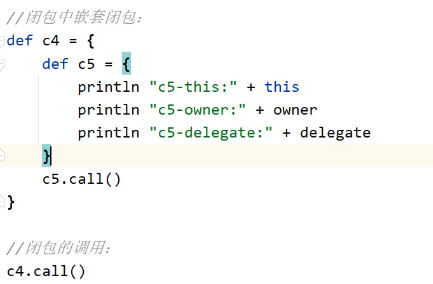 //闭包中嵌套闭包:
def c4 = {
    def c5 = {
        println "c5-this:" + this
        println "c5-owner:" + owner
        println "c5-delegate:" + delegate
    }
    c5.call()
}
//闭包的调用:
c4.call()